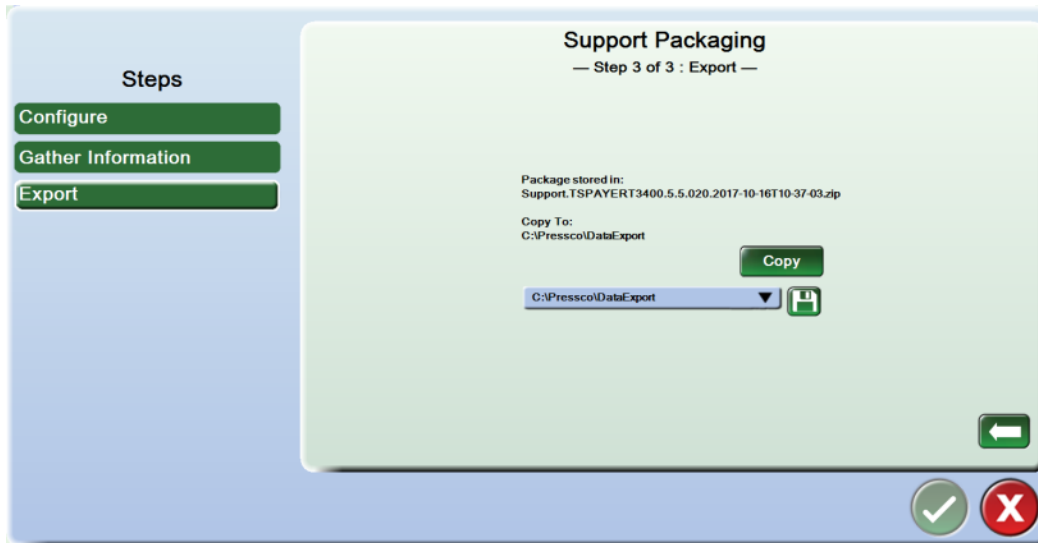 Steps
Configure
Gather Information
Export
Support Packaging
— Step 3 of 3 : Export —
Package stored in:
Support.TSPAYERT3400.5.5.020.2017-10-16T10-37-03.zip
Copy To:
C:\Pressco\DataExport
Copy
C:\Pressco\DataExport